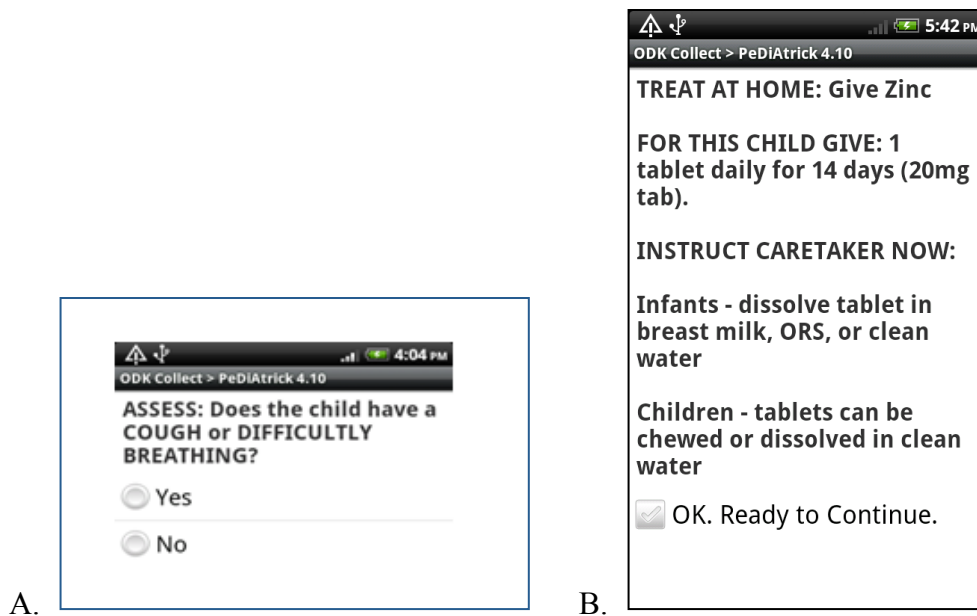 4:04 PM
ODK Collect > PeDiAtrick 4.10
ASSESS: Does the child have a
COUGH or DIFFICULTLY
BREATHING?
Yes
No
A.
5:42 PM
ODK Collect > PeDiAtrick 4.10
TREAT AT HOME: Give Zinc
FOR THIS CHILD GIVE: 1
tablet daily for 14 days (20mg
tab).
INSTRUCT CARETAKER NOW:
Infants - dissolve tablet in
breast milk, ORS, or clean
water
Children - tablets can be
chewed or dissolved in clean
water
OK. Ready to Continue.
B.